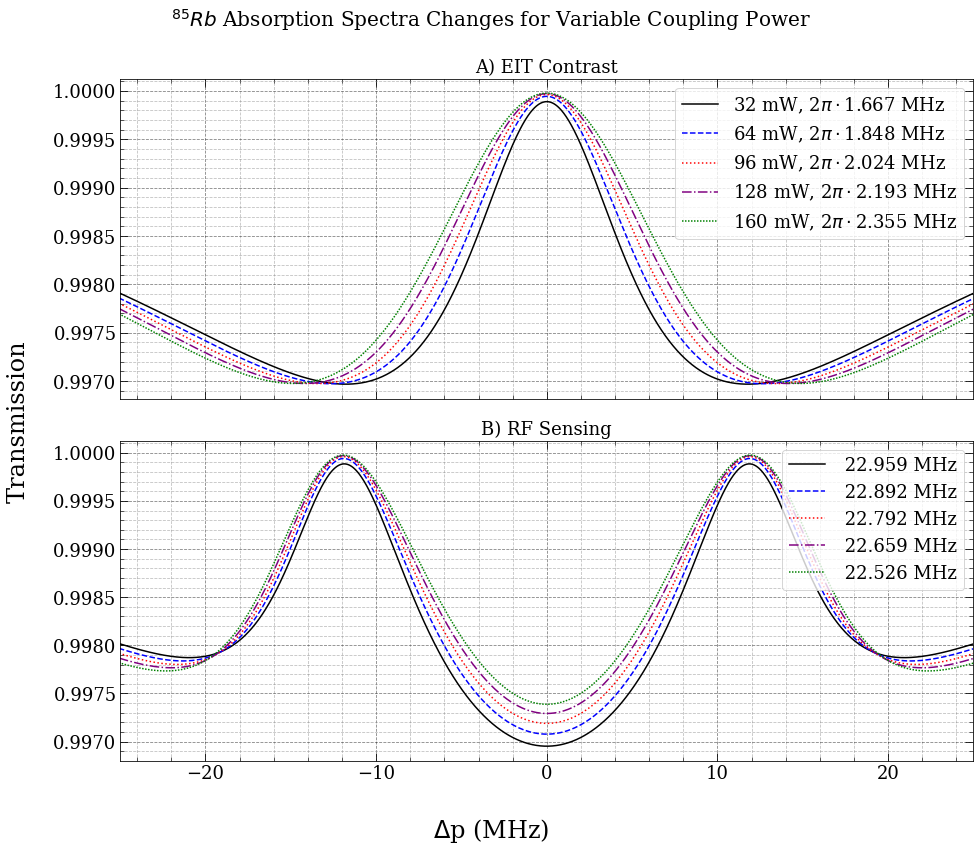 ⁸⁵Rb Absorption Spectra Changes for Variable Coupling Power
A) EIT Contrast
1.0000
0.9995
0.9990
0.9985
0.9980
0.9975
0.9970
32 mW, 2π · 1.667 MHz
64 mW, 2π · 1.848 MHz
96 mW, 2π · 2.024 MHz
128 mW, 2π · 2.193 MHz
160 mW, 2π · 2.355 MHz
Transmission
B) RF Sensing
1.0000
0.9995
0.9990
0.9985
0.9980
0.9975
0.9970
22.959 MHz
22.892 MHz
22.792 MHz
22.659 MHz
22.526 MHz
−20 −10 0 10 20
Δp (MHz)